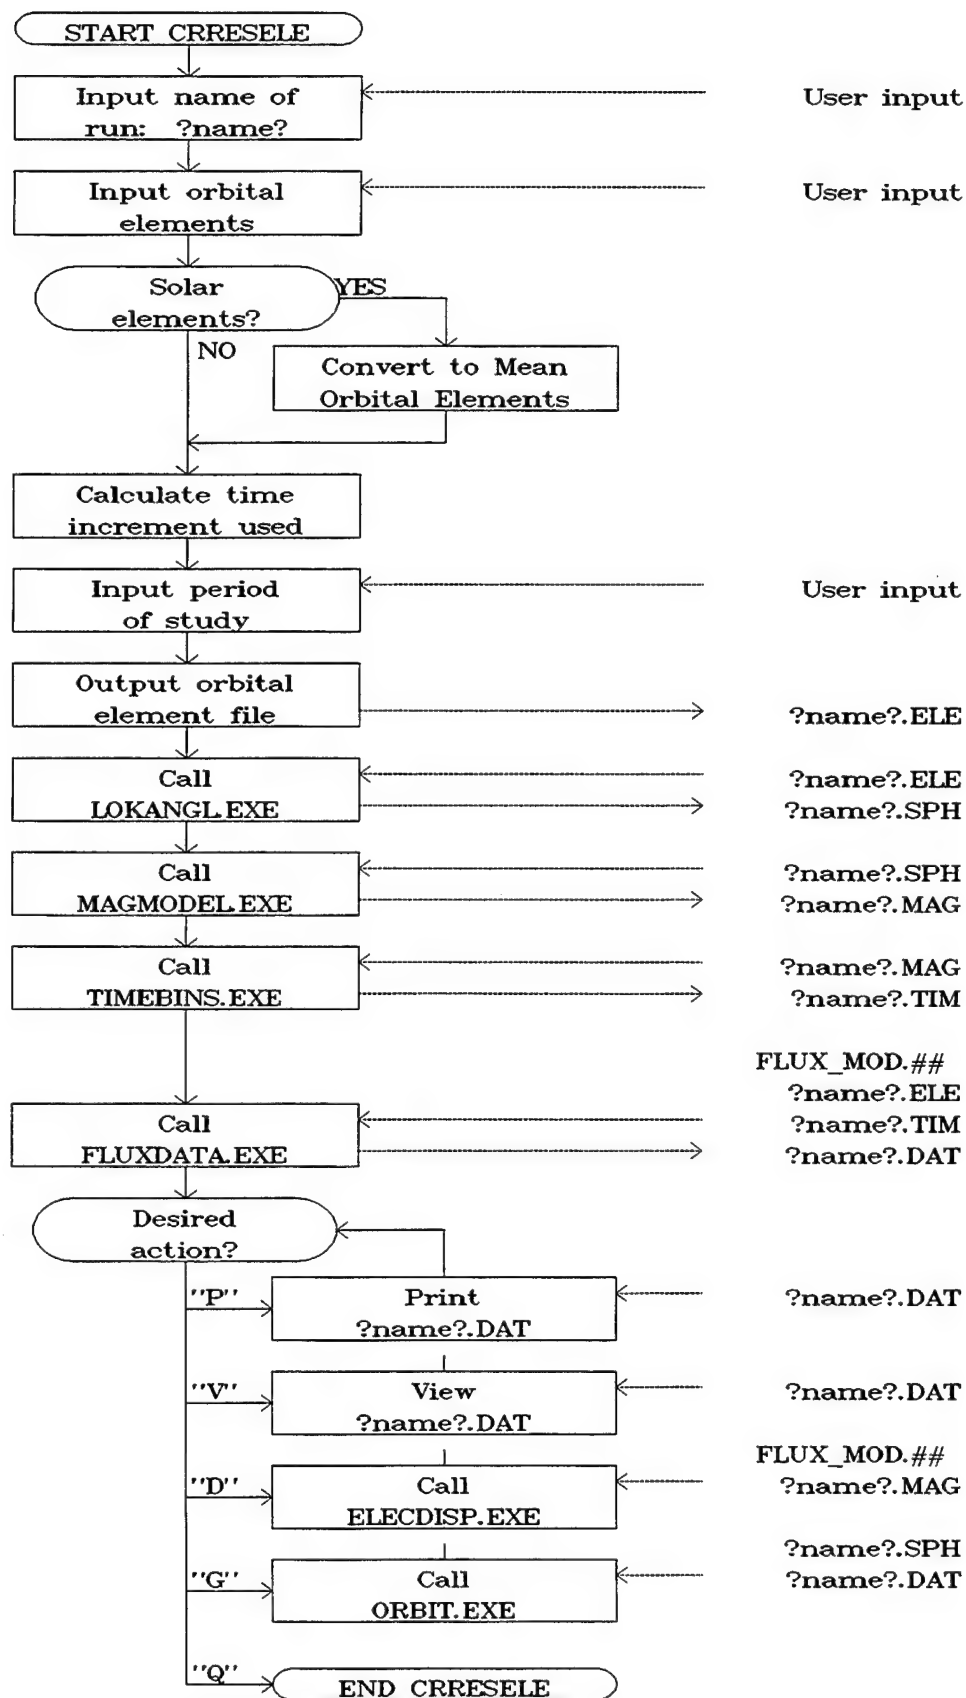 START CRRESELE
Input name of
run: ?name?
User input
Input orbital
elements
User input
Solar
elements?
YES
NO
Convert to Mean
Orbital Elements
Calculate time
increment used
Input period
of study
User input
Output orbital
element file
?name?.ELE
Call
LOKANGL.EXE
?name?.ELE
?name?.SPH
Call
MAGMODEL.EXE
?name?.SPH
?name?.MAG
Call
TIMEBINS.EXE
?name?.MAG
?name?.TIM
FLUX_MOD.##
?name?.ELE
Call
FLUXDATA.EXE
?name?.TIM
?name?.DAT
Desired
action?
"P"
Print
?name?.DAT
?name?.DAT
"V"
View
?name?.DAT
?name?.DAT
FLUX_MOD.##
"D"
Call
ELECDISP.EXE
?name?.MAG
?name?.SPH
"G"
Call
ORBIT.EXE
?name?.DAT
"Q"
END CRRESELE